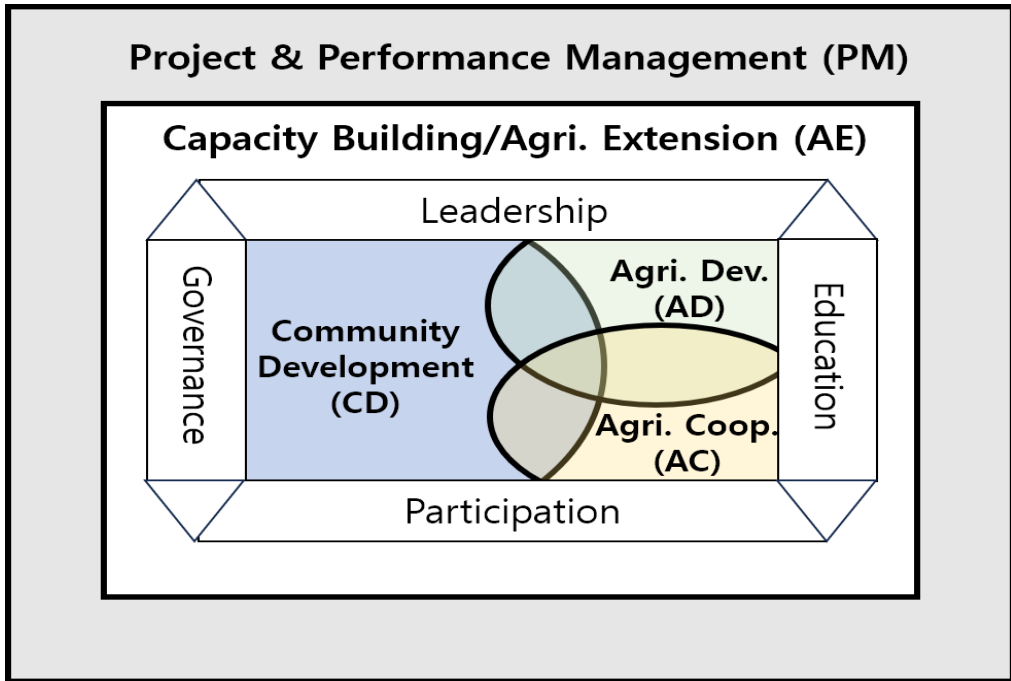 Project & Performance Management (PM)
Capacity Building/Agri. Extension (AE)
Leadership
Governance
Community
Development
(CD)
Agri. Dev.
(AD)
Agri. Coop.
(AC)
Education
Participation